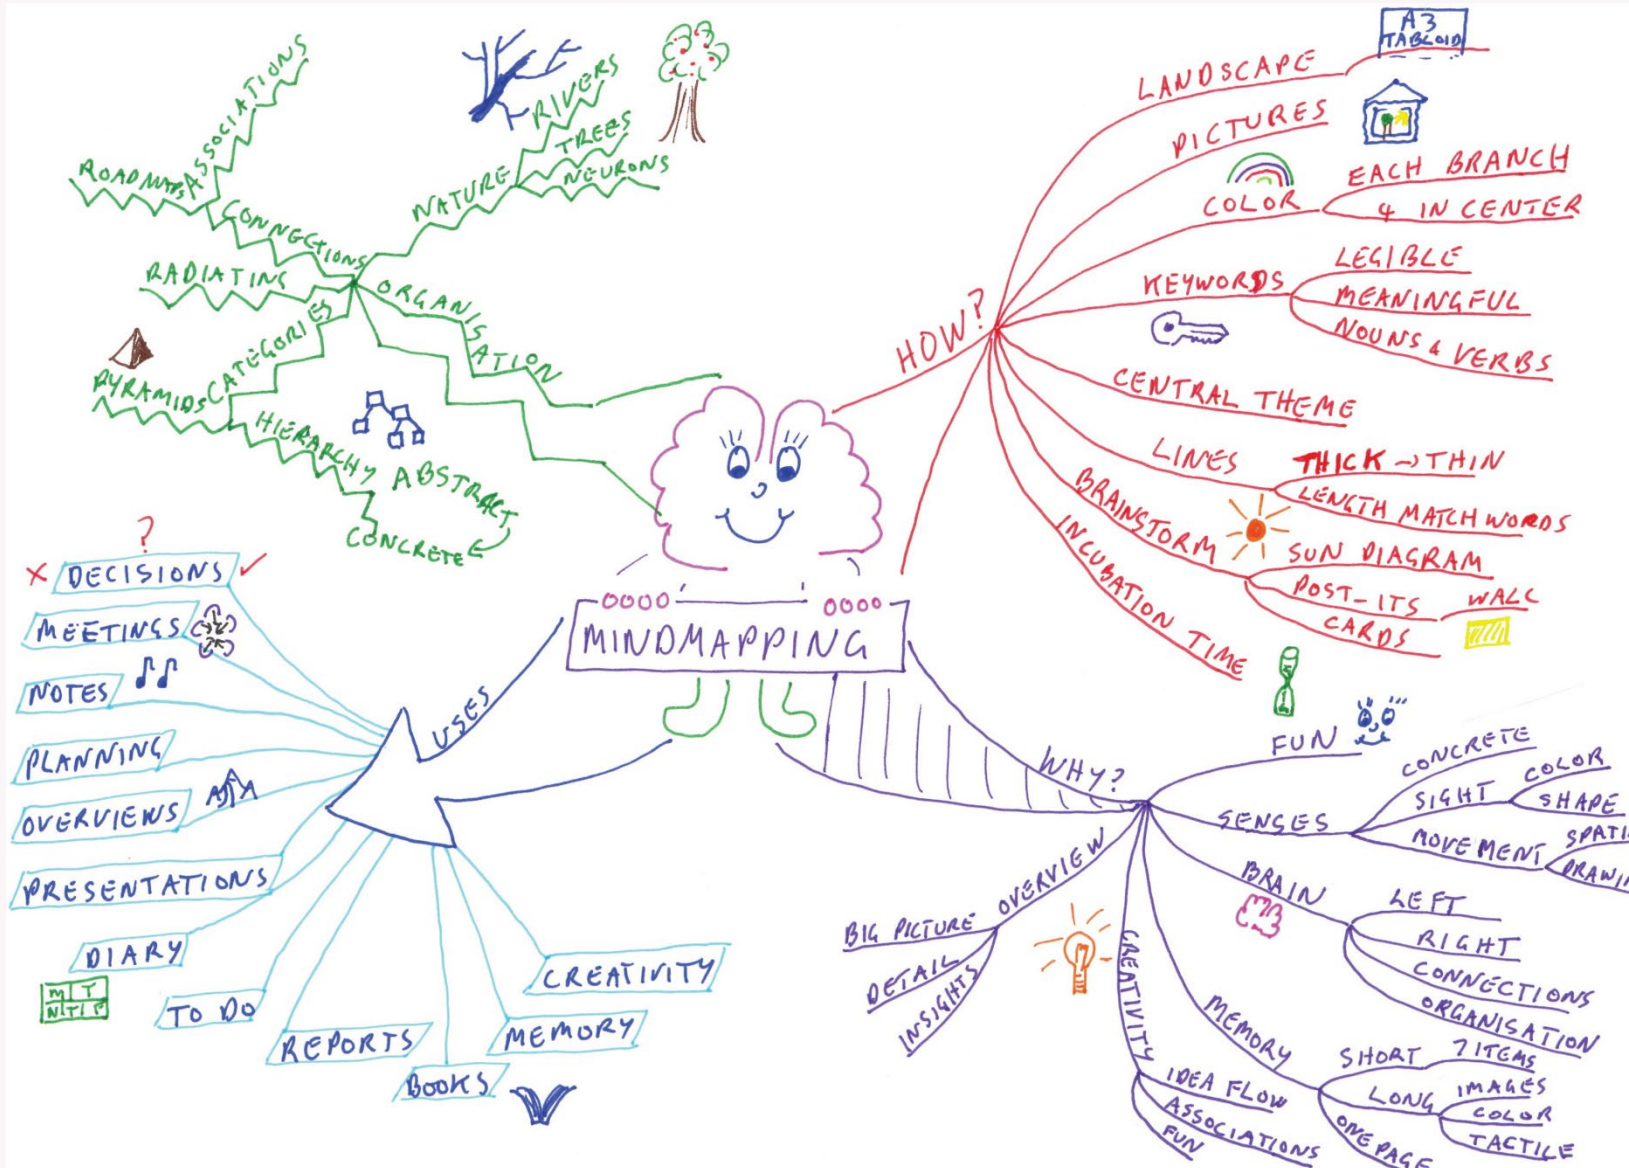 MINDMAPPING
ORGANISATION
CONNECTIONS
ROADMAPS
ASSOCIATIONS
NATURE
RIVERS
TREES
NEURONS
RADIATING
CATEGORIES
PYRAMIDS
HIERARCHY
ABSTRACT
CONCRETE
HOW?
LANDSCAPE
A3
TABLOID
PICTURES
COLOR
EACH BRANCH
4 IN CENTER
KEYWORDS
LEGIBLE
MEANINGFUL
NOUNS & VERBS
CENTRAL THEME
LINES
THICK → THIN
LENGTH MATCH WORDS
BRAINSTORM
SUN DIAGRAM
POST-ITS
WALL
CARDS
INCUBATION TIME
WHY?
FUN
SENSES
CONCRETE
SIGHT
COLOR
SHAPE
MOVEMENT
SPATI
DRAWIN
BRAIN
LEFT
RIGHT
CONNECTIONS
ORGANISATION
MEMORY
SHORT
7 ITEMS
LONG
IMAGES
COLOR
TACTILE
ONE PAGE
CREATIVITY
IDEA FLOW
ASSOCIATIONS
FUN
OVERVIEW
BIG PICTURE
DETAIL
INSIGHTS
USES
?
DECISIONS
MEETINGS
NOTES
PLANNING
OVERVIEWS
PRESENTATIONS
DIARY
M T
TO DO
REPORTS
BOOKS
MEMORY
CREATIVITY